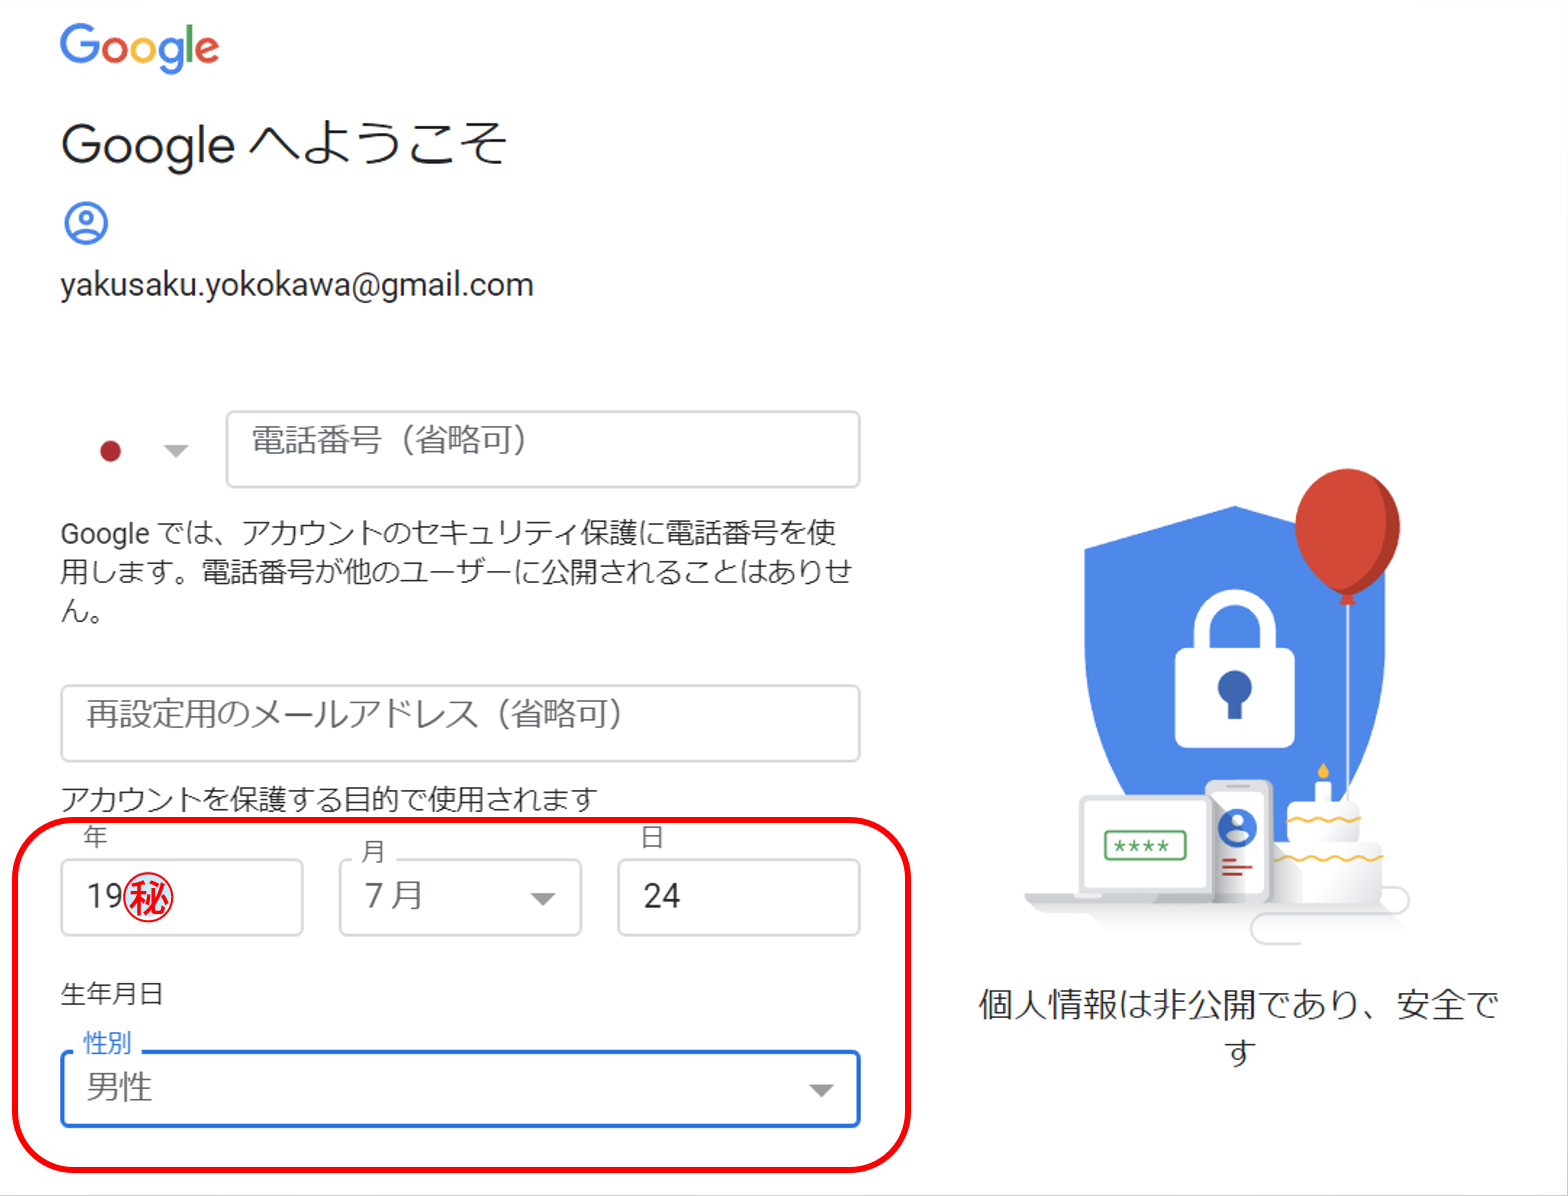 Google
Google へようこそ
yakusaku.yokokawa@gmail.com
電話番号（省略可）
Google では、アカウントのセキュリティ保護に電話番号を使
用します。電話番号が他のユーザーに公開されることはありせ
ん。
再設定用のメールアドレス（省略可）
アカウントを保護する目的で使用されます
年
月
日
19㊙
7 月
24
生年月日
性別
男性
****
個人情報は非公開であり、安全で
す